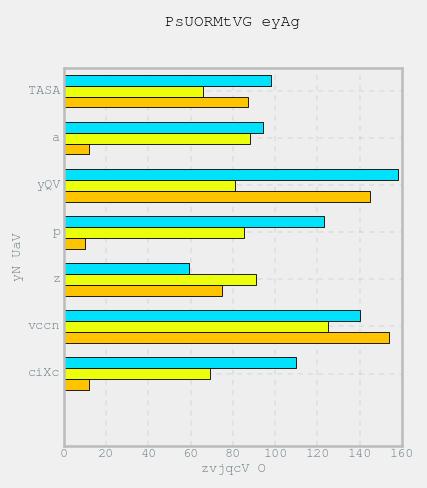 PsUORMtVG eyAg
TASA
a
yQV
p
z
vccn
ciXc
yN UaV
0 20 40 60 80 100 120 140 160
zvjqcV O